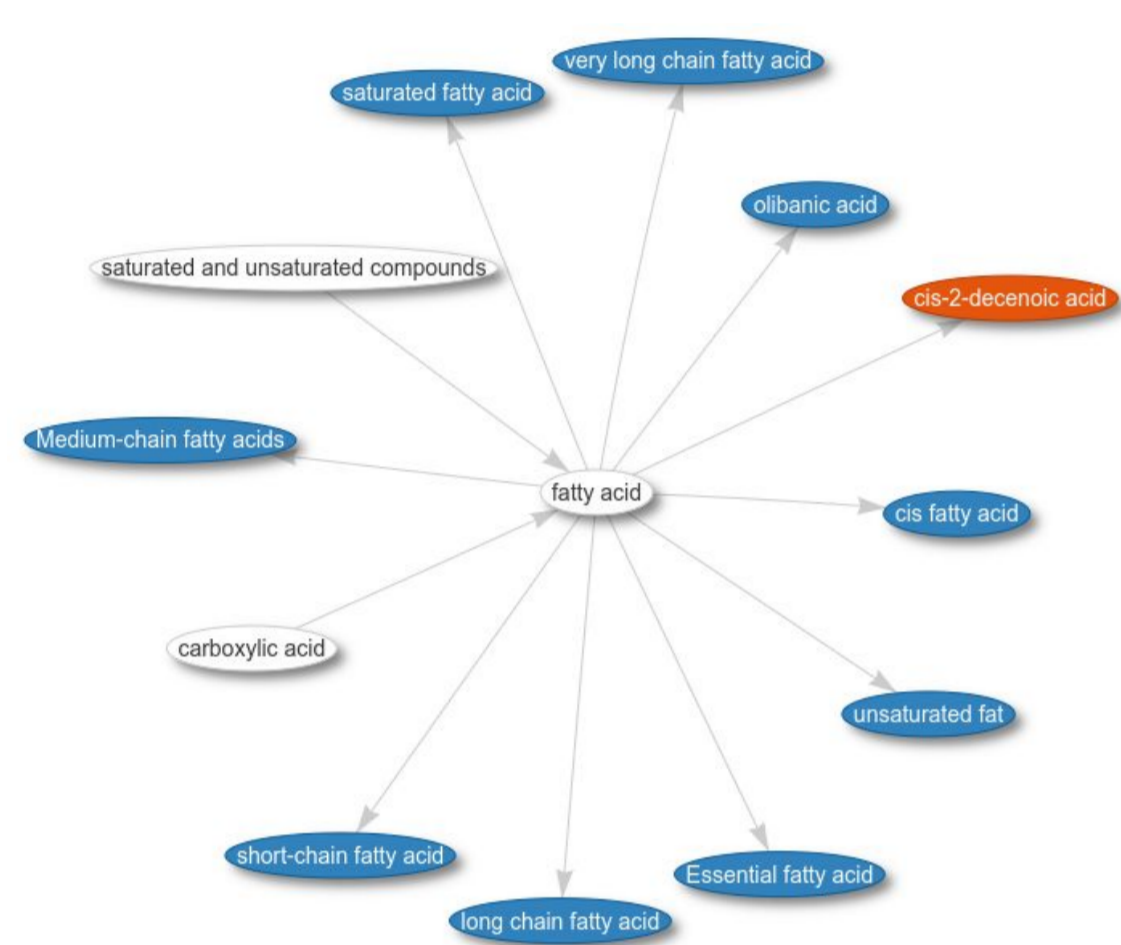 very long chain fatty acid
saturated fatty acid
olibanic acid
saturated and unsaturated compounds
cis-2-decenoic acid
Medium-chain fatty acids
fatty acid
cis fatty acid
carboxylic acid
unsaturated fat
short-chain fatty acid
Essential fatty acid
long chain fatty acid